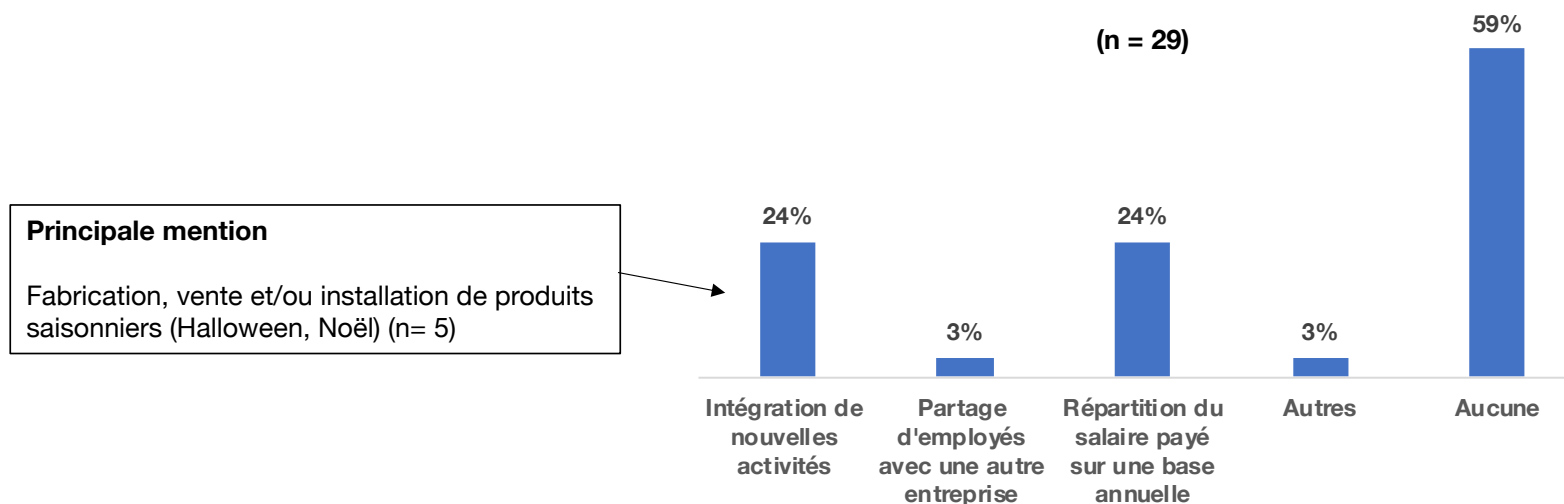 (n = 29)
59%
Principale mention
Fabrication, vente et/ou installation de produits
saisonniers (Halloween, Noël) (n= 5)
24%
3%
24%
3%
Intégration de
nouvelles
activités
Partage
d'employés
avec une autre
entreprise
Répartition du
salaire payé
sur une base
annuelle
Autres
Aucune